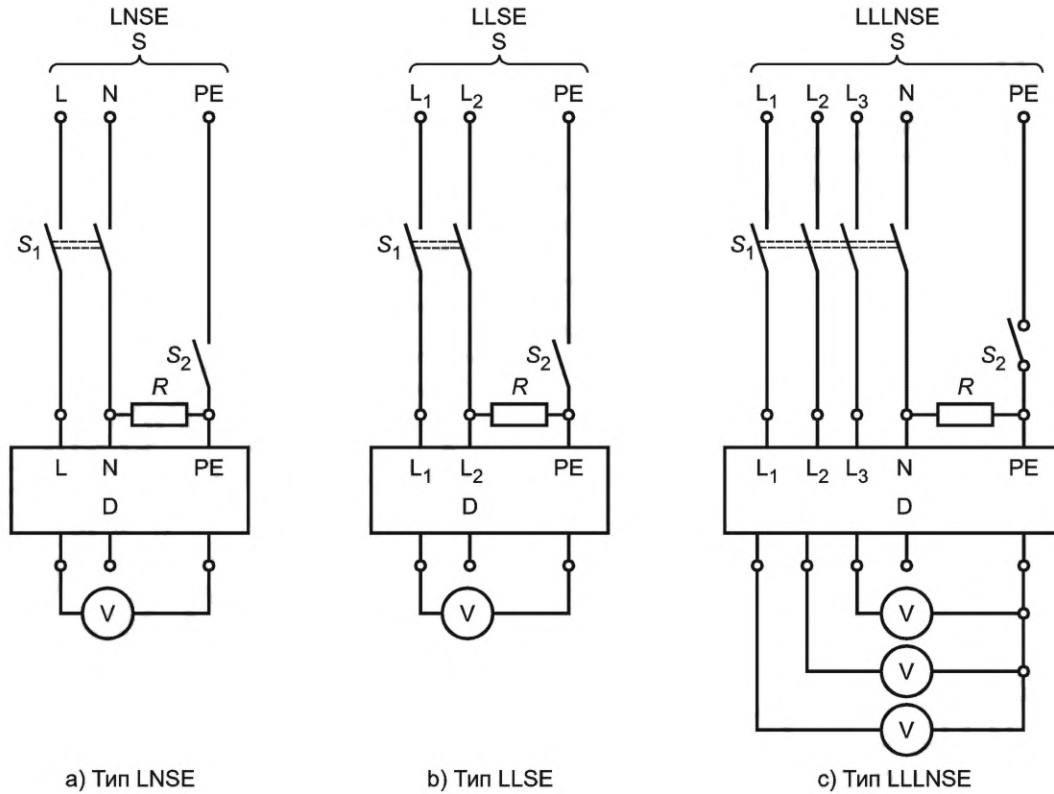 LNSE
S
L N PE
S1
S2
R
L N PE
D
V
a) Тип LNSE
LLSE
S
L1 L2 PE
S1
S2
R
L1 L2 PE
D
V
b) Тип LLSE
LLLNSE
S
L1 L2 L3 N PE
S1
S2
R
L1 L2 L3 N PE
D
V
V
V
c) Тип LLLNSE